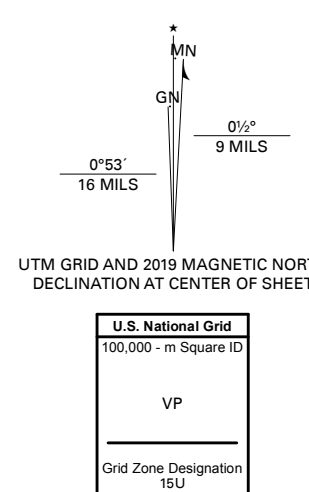 ★
MN
GN
0½°
9 MILS
0°53´
16 MILS
UTM GRID AND 2019 MAGNETIC NORT
DECLINATION AT CENTER OF SHEET
U.S. National Grid
100,000 - m Square ID
VP
Grid Zone Designation
15U